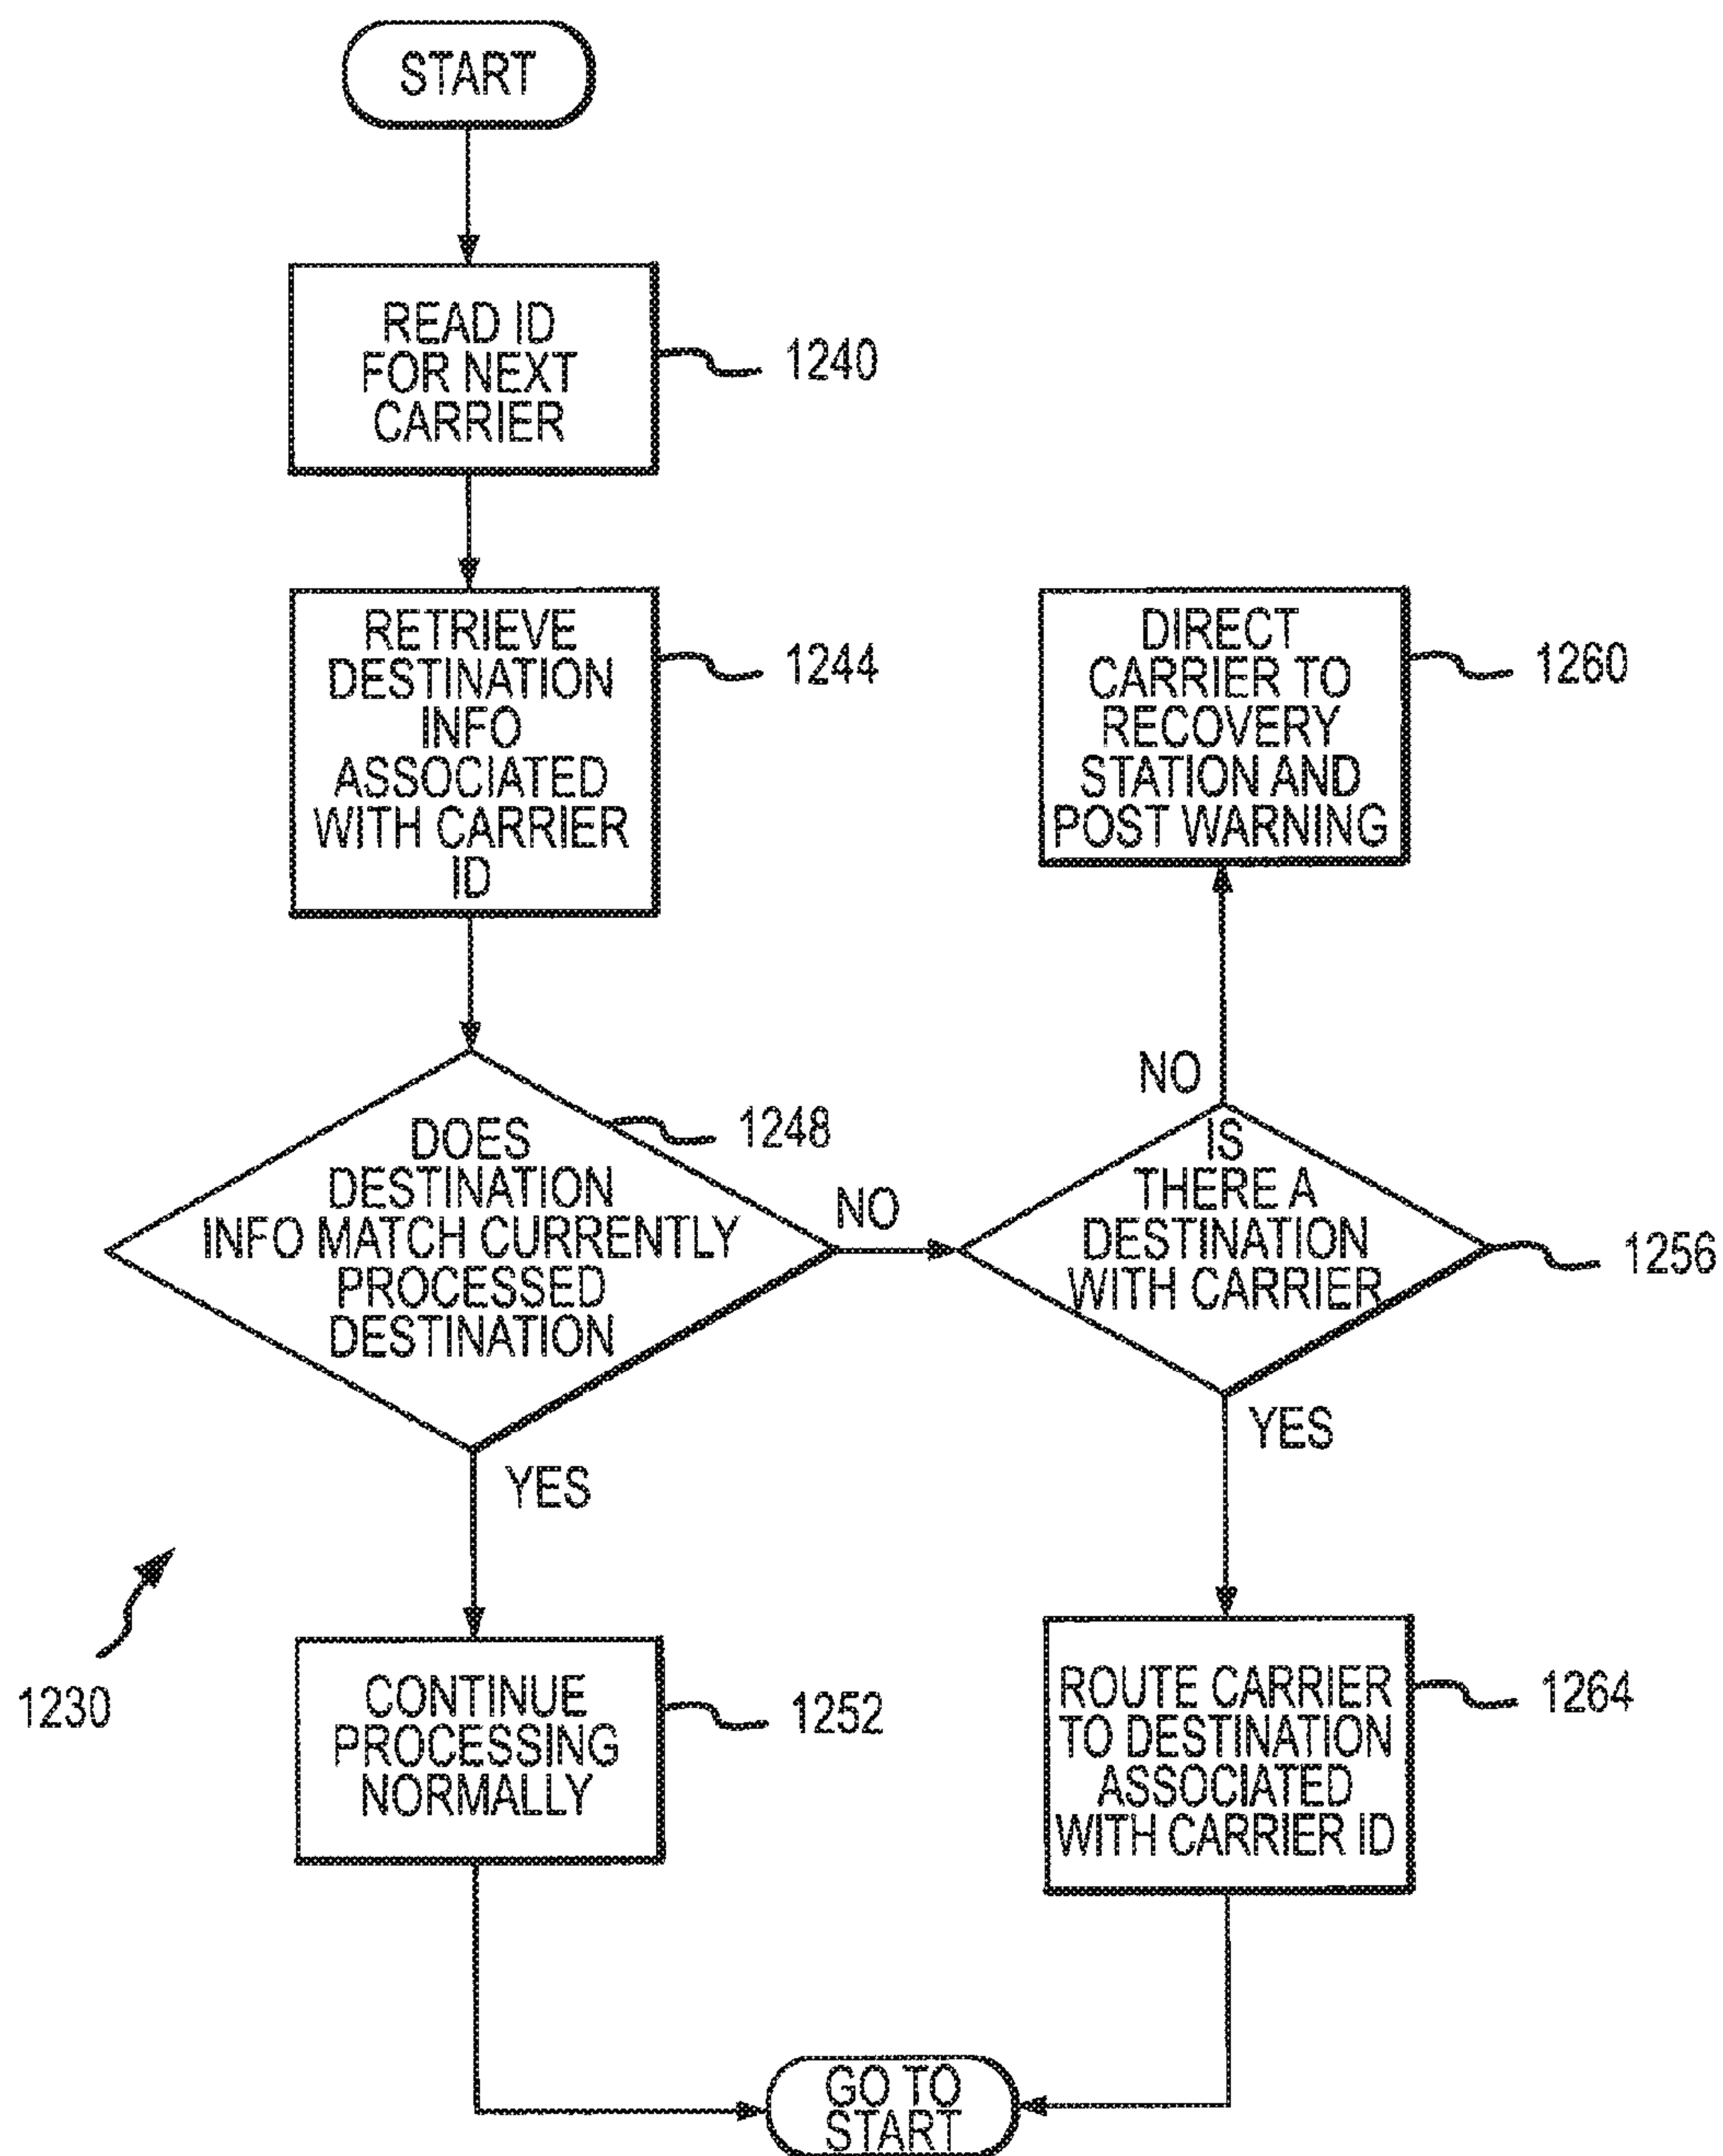 START
READ ID
FOR NEXT
CARRIER
1240
RETRIEVE
DESTINATION
INFO
ASSOCIATED
WITH CARRIER
ID
1244
DIRECT
CARRIER TO
RECOVERY
STATION AND
POST WARNING
1260
DOES
DESTINATION
INFO MATCH CURRENTLY
PROCESSED
DESTINATION
1248
NO
NO
IS
THERE A
DESTINATION
WITH CARRIER
1256
YES
YES
1230
CONTINUE
PROCESSING
NORMALLY
1252
ROUTE CARRIER
TO DESTINATION
ASSOCIATED
WITH CARRIER ID
1264
GO TO
START